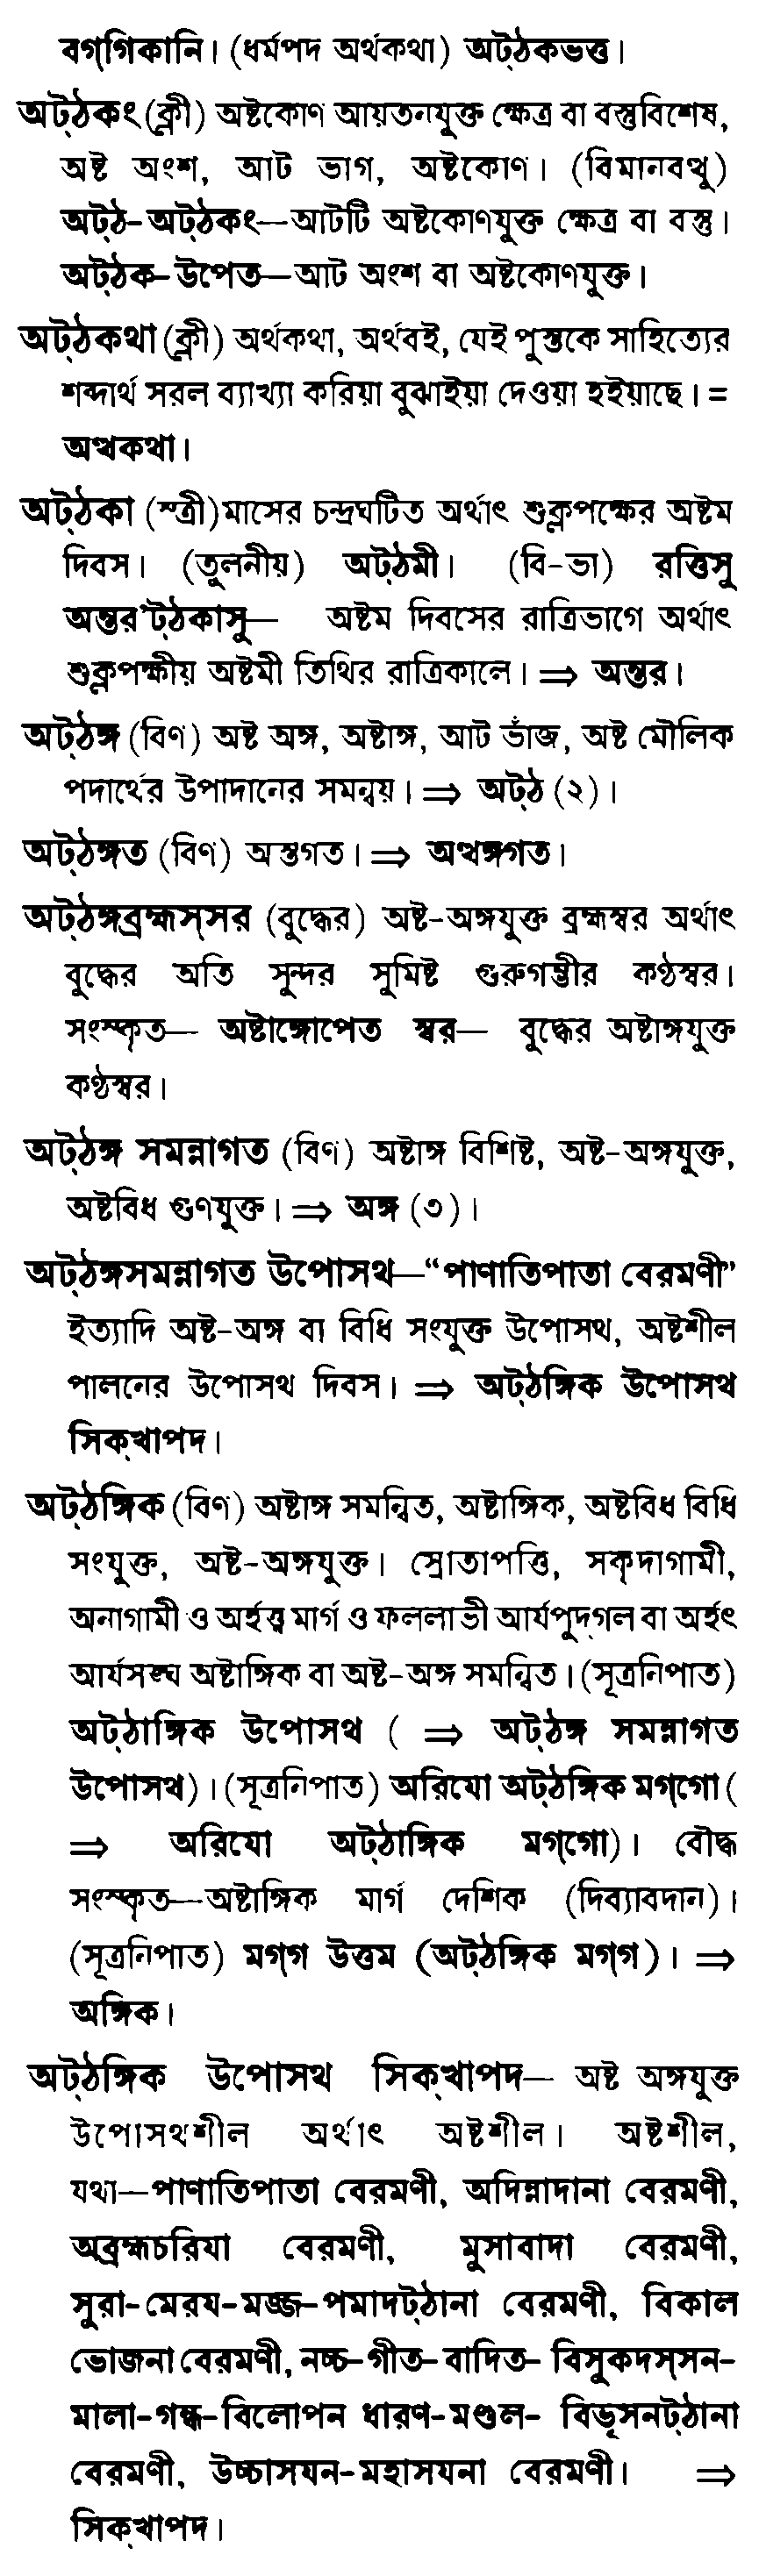 বগ্‌গিকানি। (ধর্মপদ অর্থকথা) অট্‌ঠকভত্ত।
অট্‌ঠকং (ক্লী) অষ্টকোণ আয়তনযুক্ত ক্ষেত্র বা বস্তুবিশেষ,
অষ্ট অংশ, আট ভাগ, অষ্টকোণ। (বিমানবত্থু)
অট্‌ঠ-অট্‌ঠকং—আটটি অষ্টকোণযুক্ত ক্ষেত্র বা বস্তু।
অট্‌ঠক-উপেত—আট অংশ বা অষ্টকোণযুক্ত।
অট্‌ঠকথা (ক্লী) অর্থকথা, অর্থবই, যেই পুস্তকে সাহিত্যের
শব্দার্থ সরল ব্যাখ্যা করিয়া বুঝাইয়া দেওয়া হইয়াছে। =
অত্থকথা।
অট্‌ঠকা (স্ত্রী) মাসের চন্দ্রঘটিত অর্থাৎ শুক্লপক্ষের অষ্টম
দিবস। (তুলনীয়) অট্‌ঠমী। (বি-ভা) রত্তিসু
অন্তর’ট্‌ঠকাসু— অষ্টম দিবসের রাত্রিভাগে অর্থাৎ
শুক্লপক্ষীয় অষ্টমী তিথির রাত্রিকালে। ⇒ অন্তর।
অট্‌ঠঙ্গ (বিণ) অষ্ট অঙ্গ, অষ্টাঙ্গ, আট ভাঁজ, অষ্ট মৌলিক
পদার্থের উপাদানের সমন্বয়। ⇒ অট্‌ঠ (২)।
অট্‌ঠঙ্গত (বিণ) অস্তগত। ⇒ অত্থঙ্গগত।
অট্‌ঠঙ্গব্রহ্মস্‌সর (বুদ্ধের) অষ্ট-অঙ্গযুক্ত ব্রহ্মস্বর অর্থাৎ
বুদ্ধের অতি সুন্দর সুমিষ্ট গুরুগম্ভীর কণ্ঠস্বর।
সংস্কৃত— অষ্টাঙ্গোপেত স্বর— বুদ্ধের অষ্টাঙ্গযুক্ত
কণ্ঠস্বর।
অট্‌ঠঙ্গ সমন্নাগত (বিণ) অষ্টাঙ্গ বিশিষ্ট, অষ্ট-অঙ্গযুক্ত,
অষ্টবিধ গুণযুক্ত। ⇒ অঙ্গ (৩)।
অট্‌ঠঙ্গসমন্নাগত উপোসথ—“পাণাতিপাতা বেরমণী”
ইত্যাদি অষ্ট-অঙ্গ বা বিধি সংযুক্ত উপোসথ, অষ্টশীল
পালনের উপোসথ দিবস। ⇒ অট্‌ঠঙ্গিক উপোসথ
সিক্‌খাপদ।
অট্‌ঠঙ্গিক (বিণ) অষ্টাঙ্গ সমন্বিত, অষ্টাঙ্গিক, অষ্টবিধ বিধি
সংযুক্ত, অষ্ট-অঙ্গযুক্ত। স্রোতাপত্তি, সকৃদাগামী,
অনাগামী ও অর্হত্ত্ব মার্গ ও ফললাভী আর্যপুদ্‌গল বা অর্হৎ
আর্যসঙ্ঘ অষ্টাঙ্গিক বা অষ্ট-অঙ্গ সমন্বিত। (সূত্রনিপাত)
অট্‌ঠাঙ্গিক উপোসথ ( ⇒ অট্‌ঠঙ্গ সমন্নাগত
উপোসথ)। (সূত্রনিপাত) অরিযো অট্‌ঠঙ্গিক মগ্‌গো (
⇒ অরিযো অট্‌ঠাঙ্গিক মগ্‌গো)। বৌদ্ধ
সংস্কৃত—অষ্টাঙ্গিক মার্গ দেশিক (দিব্যাবদান)।
(সূত্রনিপাত) মগ্‌গ উত্তম (অট্‌ঠঙ্গিক মগ্‌গ)। ⇒
অঙ্গিক।
অট্‌ঠঙ্গিক উপোসথ সিক্‌খাপদ— অষ্ট অঙ্গযুক্ত
উপোসথশীল অর্থাৎ অষ্টশীল। অষ্টশীল,
যথা—পাণাতিপাতা বেরমণী, অদিন্নাদানা বেরমণী,
অব্রহ্মচরিযা বেরমণী, মুসাবাদা বেরমণী,
সুরা-মেরয-মজ্জ-পমাদট্‌ঠানা বেরমণী, বিকাল
ভোজনা বেরমণী, নচ্চ-গীত-বাদিত- বিসুকদস্‌সন-
মালা-গন্ধ-বিলোপন ধারণ-মণ্ডল- বিভূসনট্‌ঠানা
বেরমণী, উচ্চাসযন-মহাসযনা বেরমণী। ⇒
সিক্‌খাপদ।